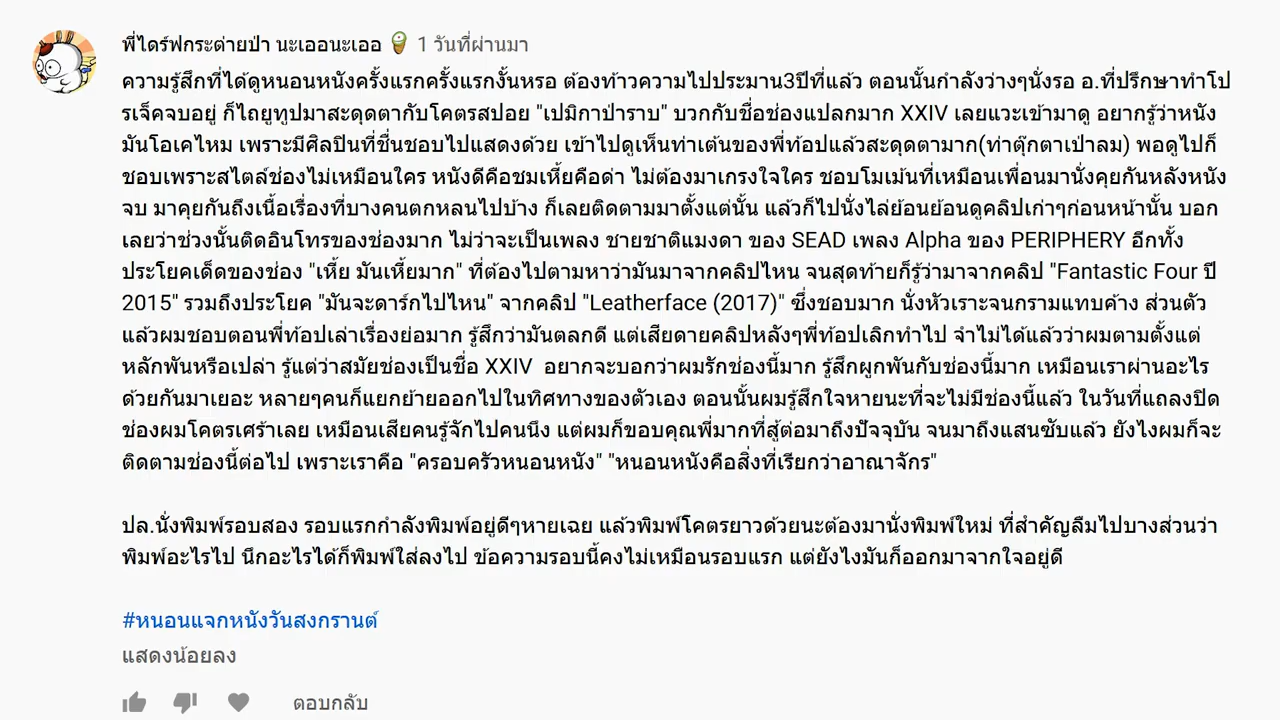 พี่ไดร์ฟกระต่ายป่า นะเออนะเออ 1 วันที่ผ่านมา
ความรู้สึกที่ได้ดูหนอนหนังครั้งแรกครั้งแรกงั้นหรอ ต้องท้าวความไปประมาน3ปีที่แล้ว ตอนนั้นกำลังว่างๆนั่งรอ อ.ที่ปรึกษาทำโป
รเจ็คจบอยู่ ก็ไถยูทูปมาสะดุดตากับโคตรสปอย "เปมิกาป่าราบ" บวกกับชื่อช่องแปลกมาก XXIV เลยแวะเข้ามาดู อยากรู้ว่าหนัง
มันโอเคไหม เพราะมีศิลปินที่ชื่นชอบไปแสดงด้วย เข้าไปดูเห็นท่าเต้นของพี่ท้อปแล้วสะดุดตามาก(ท่าตุ๊กตาเป่าลม) พอดูไปก็
ชอบเพราะสไตล์ช่องไม่เหมือนใคร หนังดีคือชมเหี้ยคือด่า ไม่ต้องมาเกรงใจใคร ชอบโมเม้นที่เหมือนเพื่อนมานั่งคุยกันหลังหนัง
จบ มาคุยกันถึงเนื้อเรื่องที่บางคนตกหลนไปบ้าง ก็เลยติดตามมาตั้งแต่นั้น แล้วก็ไปนั่งไล่ย้อนย้อนดูคลิปเก่าๆก่อนหน้านั้น บอก
เลยว่าช่วงนั้นติดอินโทรของช่องมาก ไม่ว่าจะเป็นเพลง ชายชาติแมงดา ของ SEAD เพลง Alpha ของ PERIPHERY อีกทั้ง
ประโยคเด็ดของช่อง "เหี้ย มันเหี้ยมาก" ที่ต้องไปตามหาว่ามันมาจากคลิปไหน จนสุดท้ายก็รู้ว่ามาจากคลิป "Fantastic Four ปี
2015" รวมถึงประโยค "มันจะดาร์กไปไหน" จากคลิป "Leatherface (2017)" ซึ่งชอบมาก นั่งหัวเราะจนกรามแทบค้าง ส่วนตัว
แล้วผมชอบตอนพี่ท้อปเล่าเรื่องย่อมาก รู้สึกว่ามันตลกดี แต่เสียดายคลิปหลังๆพี่ท้อปเลิกทำไป จำไม่ได้แล้วว่าผมตามตั้งแต่
หลักพันหรือเปล่า รู้แต่ว่าสมัยช่องเป็นชื่อ XXIV อยากจะบอกว่าผมรักช่องนี้มาก รู้สึกผูกพันกับช่องนี้มาก เหมือนเราผ่านอะไร
ด้วยกันมาเยอะ หลายๆคนก็แยกย้ายออกไปในทิศทางของตัวเอง ตอนนั้นผมรู้สึกใจหายนะที่จะไม่มีช่องนี้แล้ว ในวันที่แถลงปิด
ช่องผมโคตรเศร้าเลย เหมือนเสียคนรู้จักไปคนนึง แต่ผมก็ขอบคุณพี่มากที่สู้ต่อมาถึงปัจจุบัน จนมาถึงแสนซับแล้ว ยังไงผมก็จะ
ติดตามช่องนี้ต่อไป เพราะเราคือ "ครอบครัวหนอนหนัง" "หนอนหนังคือสิ่งที่เรียกว่าอาณาจักร"
ปล.นั่งพิมพ์รอบสอง รอบแรกกำลังพิมพ์อยู่ดีๆหายเฉย แล้วพิมพ์โคตรยาวด้วยนะต้องมานั่งพิมพ์ใหม่ ที่สำคัญลืมไปบางส่วนว่า
พิมพ์อะไรไป นึกอะไรได้ก็พิมพ์ใส่ลงไป ข้อความรอบนี้คงไม่เหมือนรอบแรก แต่ยังไงมันก็ออกมาจากใจอยู่ดี
#หนอนแจกหนังวันสงกรานต์
แสดงน้อยลง
ตอบกลับ